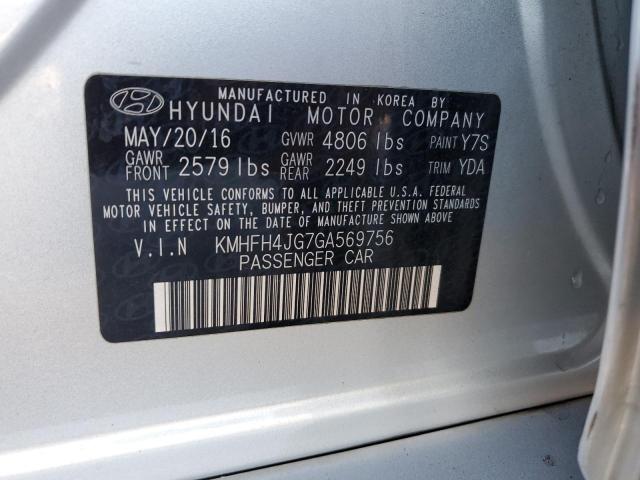 MANUFACTURED IN KOREA BY
HYUNDAI MOTOR COMPANY
MAY/20/16 GVWR 4806 lbs PAINT Y7S
GAWR FRONT 2579 lbs GAWR REAR 2249 lbs TRIM YDA
THIS VEHICLE CONFORMS TO ALL APPLICABLE U.S.A. FEDERAL
MOTOR VEHICLE SAFETY, BUMPER, AND THEFT PREVENTION STANDARDS
IN EFFECT ON THE DATE OF MANUFACTURE SHOWN ABOVE.
V.I.N KMHFH4JG7GA569756
PASSENGER CAR